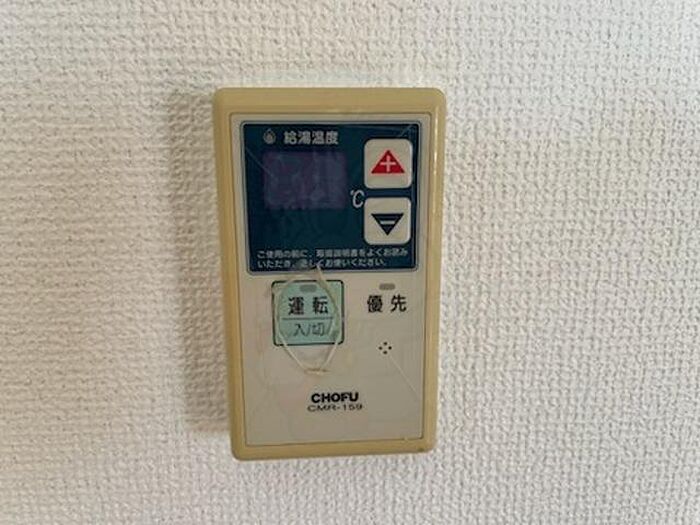 給湯温度
℃
ご使用の前に、取扱説明書をよくお読み
いただき、正しくお使いください。
運転
入/切
優先
CHOFU
CMR-159